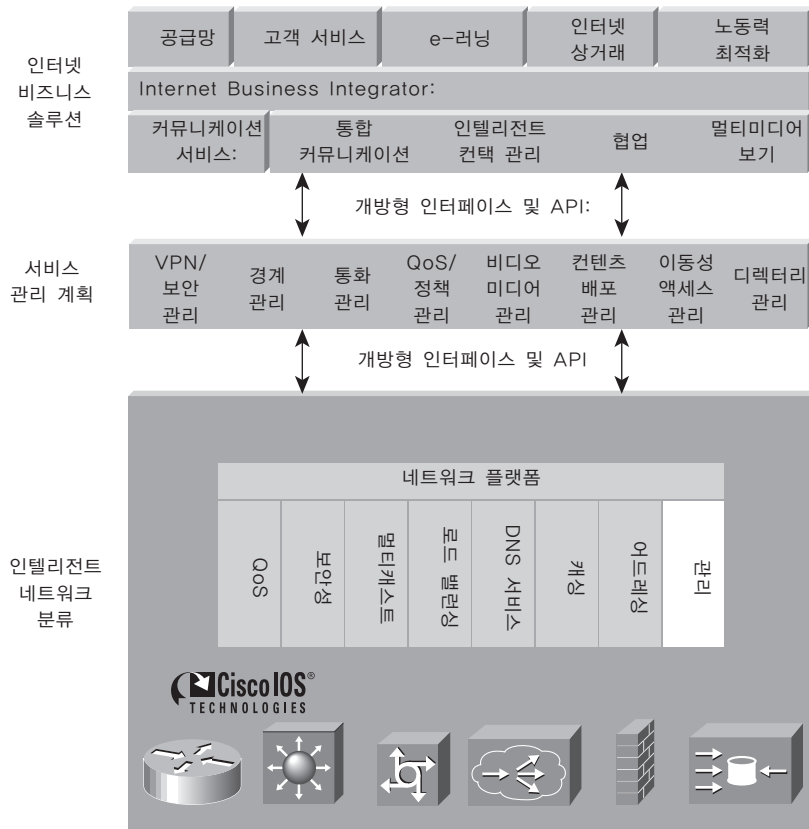 공급망
고객 서비스
e-러닝
인터넷
상거래
노동력
최적화
인터넷
비즈니스
솔루션
Internet Business Integrator:
커뮤니케이션
서비스:
통합
커뮤니케이션
인텔리전트
컨택 관리
협업
멀티미디어
보기
개방형 인터페이스 및 API:
서비스
관리 계획
VPN/
보안
관리
경계
관리
통화
관리
QoS/
정책
관리
비디오
미디어
관리
컨텐츠
배포
관리
이동성
액세스
관리
디렉터리
관리
개방형 인터페이스 및 API
인텔리전트
네트워크
분류
네트워크 플랫폼
QoS
보안성
멀티캐스트
로드 밸런싱
DNS 서비스
캐싱
어드레싱
관리
Cisco IOS®
TECHNOLOGIES